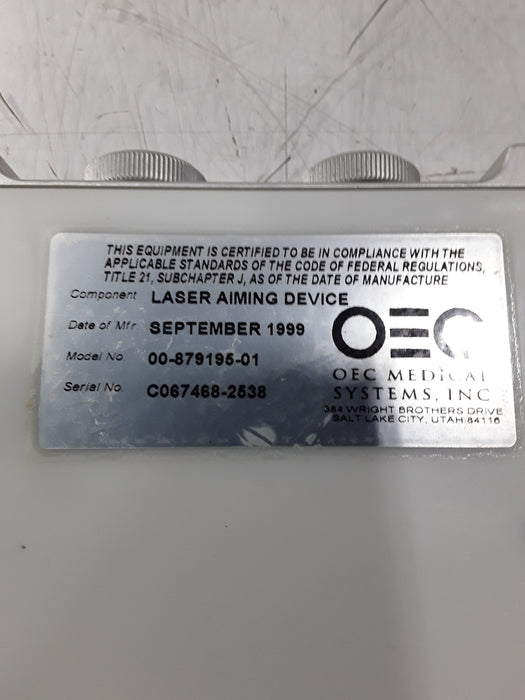 THIS EQUIPMENT IS CERTIFIED TO BE IN COMPLIANCE WITH THE
APPLICABLE STANDARDS OF THE CODE OF FEDERAL REGULATIONS,
TITLE 21, SUBCHAPTER J, AS OF THE DATE OF MANUFACTURE
Component LASER AIMING DEVICE
Date of Mfr SEPTEMBER 1999
Model No. 00-879195-01
Serial No. C067468-2538
OEC
OEC MEDICAL
SYSTEMS, INC
384 WRIGHT BROTHERS DRIVE
SALT LAKE CITY, UTAH 84116